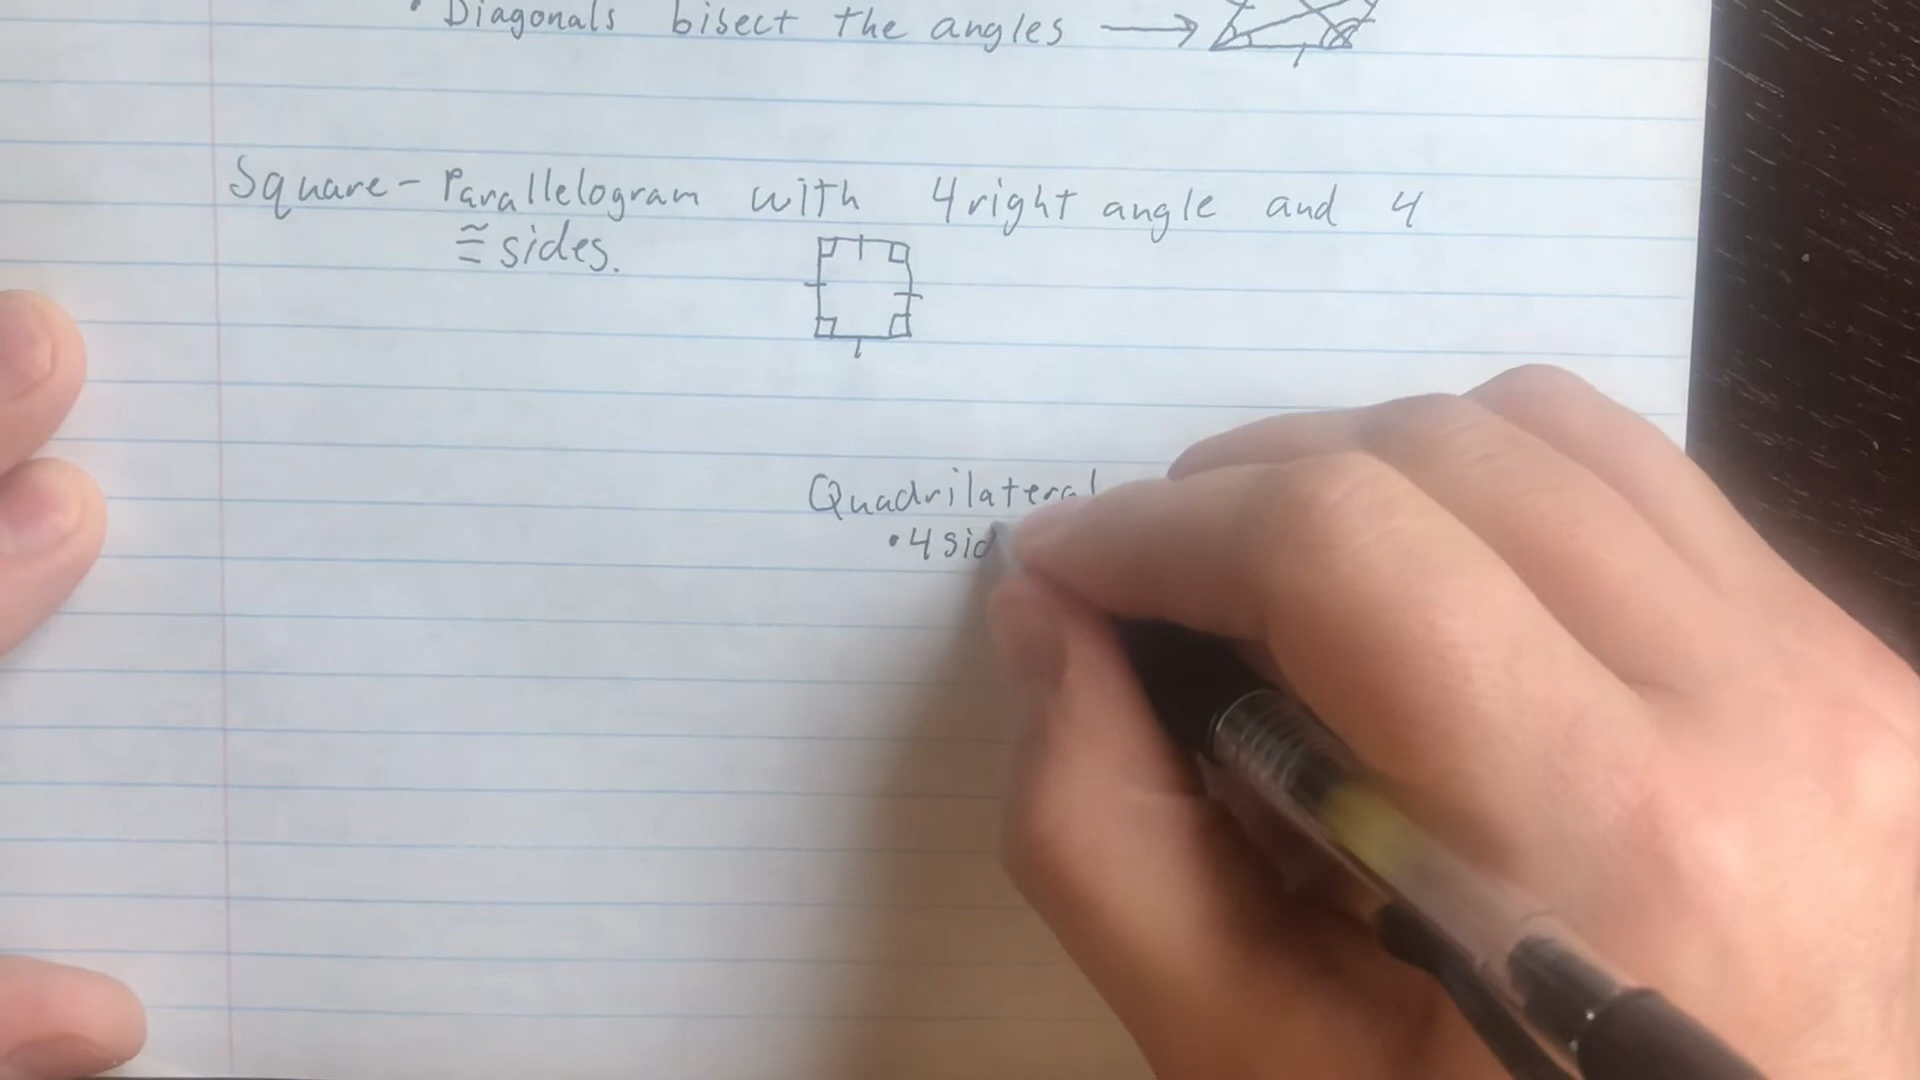 • Diagonals bisect the angles →
Square - Parallelogram with 4 right angle and 4
≅ sides.
Quadrilateral
• 4 sid